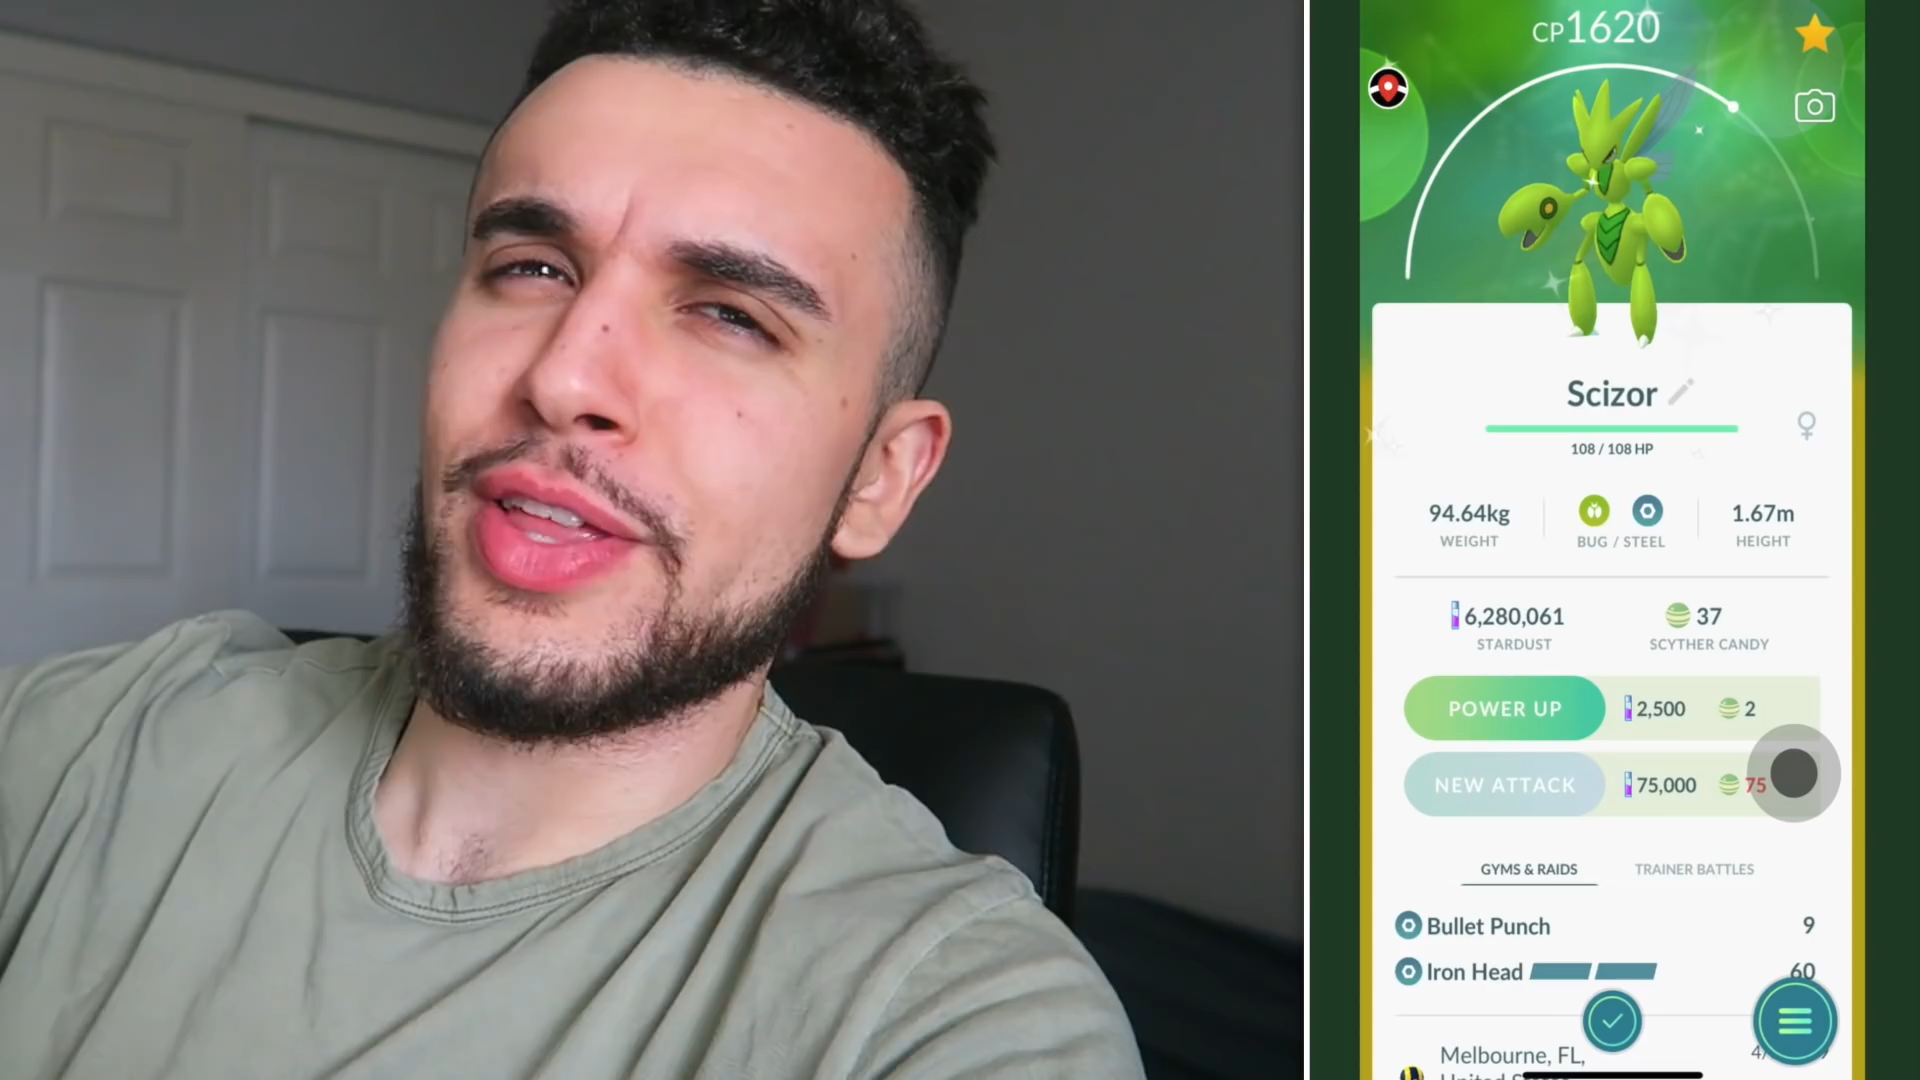 CP1620
Scizor
108 / 108 HP
94.64kg
WEIGHT
BUG / STEEL
1.67m
HEIGHT
6,280,061
STARDUST
37
SCYTHER CANDY
POWER UP 2,500 2
NEW ATTACK 75,000 75
GYMS & RAIDS TRAINER BATTLES
Bullet Punch 9
Iron Head 60
Melbourne, FL,